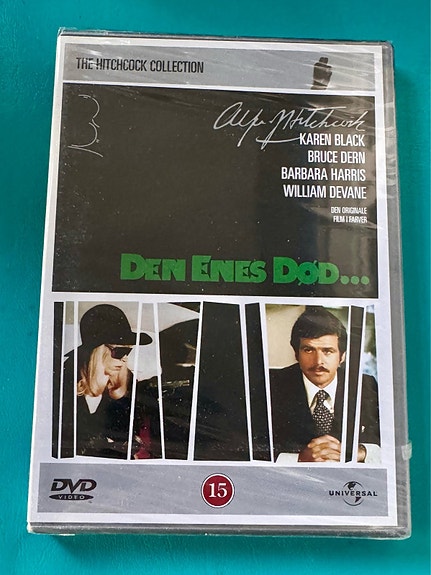 THE HITCHCOCK COLLECTION
Alfred Hitchcock
KAREN BLACK
BRUCE DERN
BARBARA HARRIS
WILLIAM DEVANE
DEN ORIGINALE
FILM I FARVER
DEN ENES DØD...
DVD
VIDEO
15
UNIVERSAL